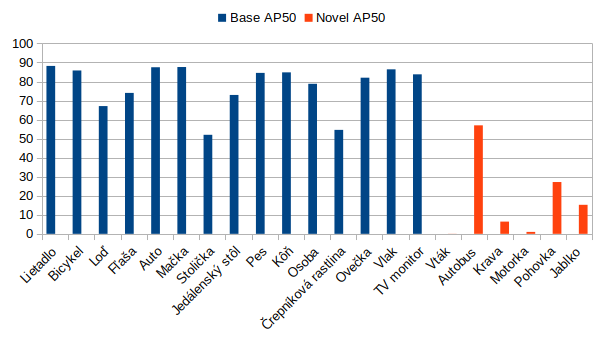 Base AP50 Novel AP50
100
90
80
70
60
50
40
30
20
10
0
Lietadlo
Bicykel
Loď
Fľaša
Auto
Mačka
Stolička
Jedálenský stôl
Pes
Kôň
Osoba
Črepníková rastlina
Ovečka
Vlak
TV monitor
Vták
Autobus
Krava
Motorka
Pohovka
Jablko